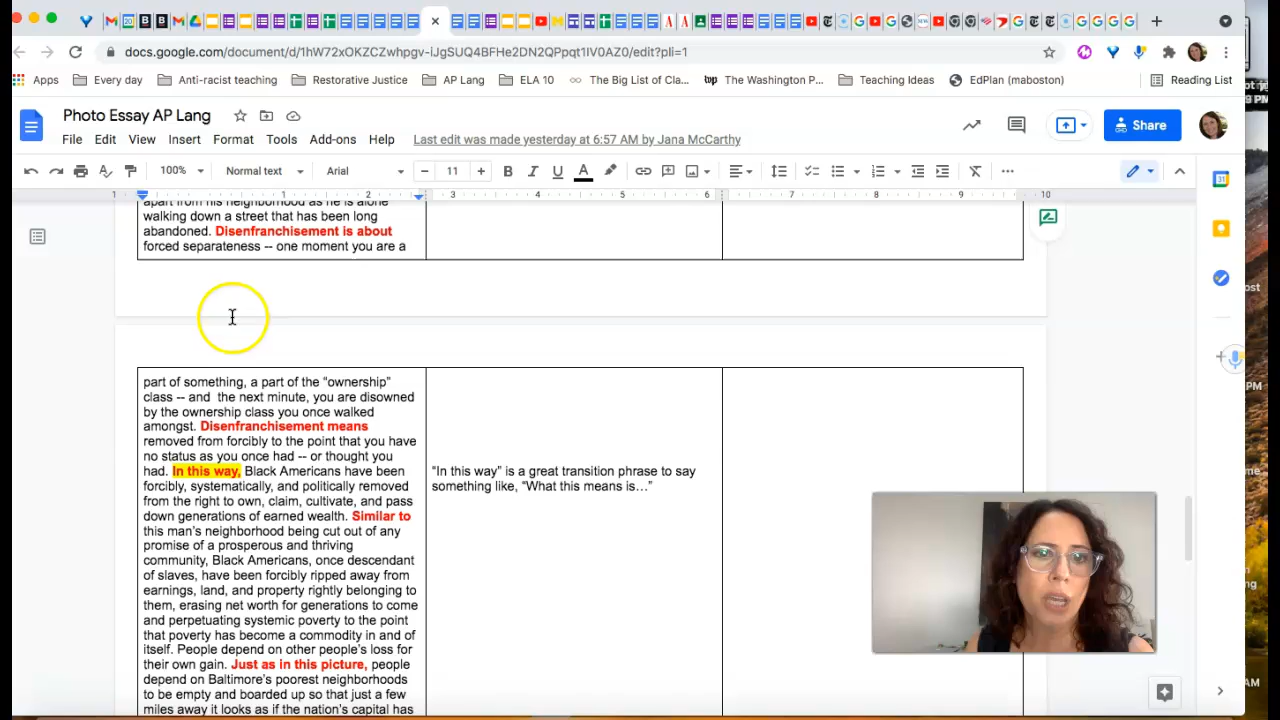 docs.google.com/document/d/1hW72xOKZCZwhpgv-iJgSUQ4BFHe2DN2QPpqt1IV0AZ0/edit?pli=1
Apps Every day Anti-racist teaching Restorative Justice AP Lang ELA 10 The Big List of Cla... The Washington P... Teaching Ideas EdPlan (maboston) Reading List
Photo Essay AP Lang
Share
File Edit View Insert Format Tools Add-ons Help Last edit was made yesterday at 6:57 AM by Jana McCarthy
100% Normal text Arial 11
1 1 2 3 4 5 6 7 8 9 10
apart from his neighborhood as he is alone
walking down a street that has been long
abandoned. Disenfranchisement is about
forced separateness -- one moment you are a
part of something, a part of the “ownership”
class -- and the next minute, you are disowned
by the ownership class you once walked
amongst. Disenfranchisement means
removed from forcibly to the point that you have
no status as you once had -- or thought you
had. In this way, Black Americans have been
forcibly, systematically, and politically removed
from the right to own, claim, cultivate, and pass
down generations of earned wealth. Similar to
this man’s neighborhood being cut out of any
promise of a prosperous and thriving
community, Black Americans, once descendant
of slaves, have been forcibly ripped away from
earnings, land, and property rightly belonging to
them, erasing net worth for generations to come
and perpetuating systemic poverty to the point
that poverty has become a commodity in and of
itself. People depend on other people’s loss for
their own gain. Just as in this picture, people
depend on Baltimore’s poorest neighborhoods
to be empty and boarded up so that just a few
miles away it looks as if the nation’s capital has
“In this way” is a great transition phrase to say
something like, “What this means is…”